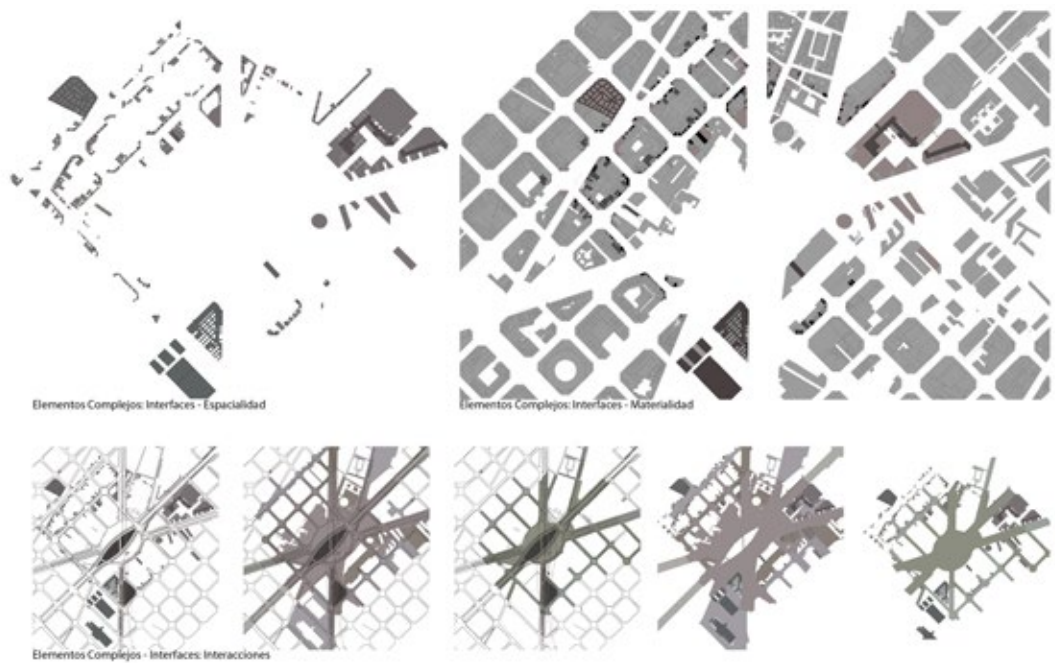 Elementos Complejos: Interfaces - Espacialidad
Elementos Complejos: Interfaces - Materialidad
Elementos Complejos - Interfaces: Interacciones